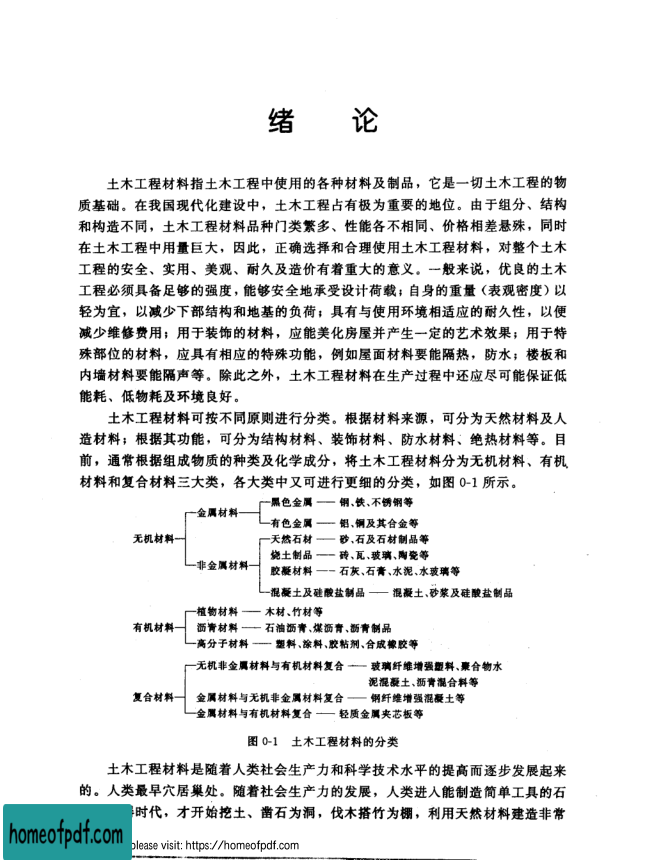 绪 论
土木工程材料指土木工程中使用的各种材料及制品，它是一切土木工程的物
质基础。在我国现代化建设中，土木工程占有极为重要的地位。由于组分、结构
和构造不同，土木工程材料品种门类繁多、性能各不相同、价格相差悬殊，同时
在土木工程中用量巨大，因此，正确选择和合理使用土木工程材料，对整个土木
工程的安全、实用、美观、耐久及造价有着重大的意义。一般来说，优良的土木
工程必须具备足够的强度，能够安全地承受设计荷载；自身的重量（表观密度）以
轻为宜，以减少下部结构和地基的负荷；具有与使用环境相适应的耐久性，以便
减少维修费用；用于装饰的材料，应能美化房屋并产生一定的艺术效果；用于特
殊部位的材料，应具有相应的特殊功能，例如屋面材料要能隔热，防水；楼板和
内墙材料要能隔声等。除此之外，土木工程材料在生产过程中还应尽可能保证低
能耗、低物耗及环境良好。
土木工程材料可按不同原则进行分类。根据材料来源，可分为天然材料及人
造材料；根据其功能，可分为结构材料、装饰材料、防水材料、绝热材料等。目
前，通常根据组成物质的种类及化学成分，将土木工程材料分为无机材料、有机
材料和复合材料三大类，各大类中又可进行更细的分类，如图 0-1 所示。
无机材料
金属材料
黑色金属 —— 钢、铁、不锈钢等
有色金属 —— 铝、铜及其合金等
非金属材料
天然石材 —— 砂、石及石材制品等
烧土制品 —— 砖、瓦、玻璃、陶瓷等
胶凝材料 —— 石灰、石膏、水泥、水玻璃等
混凝土及硅酸盐制品 —— 混凝土、砂浆及硅酸盐制品
有机材料
植物材料 —— 木材、竹材等
沥青材料 —— 石油沥青、煤沥青、沥青制品
高分子材料 —— 塑料、涂料、胶粘剂、合成橡胶等
复合材料
无机非金属材料与有机材料复合 —— 玻璃纤维增强塑料、聚合物水
泥混凝土、沥青混合料等
金属材料与无机非金属材料复合 —— 钢纤维增强混凝土等
金属材料与有机材料复合 —— 轻质金属夹芯板等
图 0-1 土木工程材料的分类
土木工程材料是随着人类社会生产力和科学技术水平的提高而逐步发展起来
的。人类最早穴居巢处。随着社会生产力的发展，人类进入能制造简单工具的石
时代，才开始挖土、凿石为洞，伐木搭竹为棚，利用天然材料建造非常
homeofpdf.com
please visit: https://homeofpdf.com